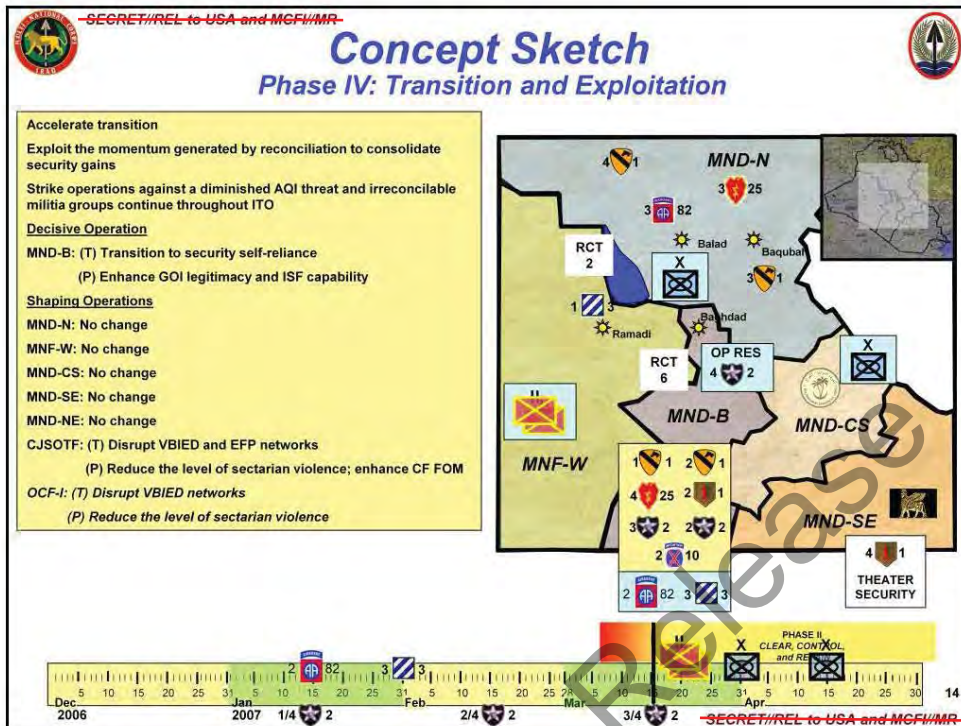 SECRET//REL to USA and MCFI//MR
Concept Sketch
Phase IV: Transition and Exploitation
Accelerate transition
Exploit the momentum generated by reconciliation to consolidate
security gains
Strike operations against a diminished AQI threat and irreconcilable
militia groups continue throughout ITO
Decisive Operation
MND-B: (T) Transition to security self-reliance
(P) Enhance GOI legitimacy and ISF capability
Shaping Operations
MND-N: No change
MNF-W: No change
MND-CS: No change
MND-SE: No change
MND-NE: No change
CJSOTF: (T) Disrupt VBIED and EFP networks
(P) Reduce the level of sectarian violence; enhance CF FOM
OCF-I: (T) Disrupt VBIED networks
(P) Reduce the level of sectarian violence
4 1
MND-N
3 25
3 AA 82
RCT
2
Balad
Baqubah
X
3 1
1 3
Ramadi
Baghdad
X
RCT
6
OP RES
4 2
II
MND-B
MND-CS
MNF-W
1 1 2 1
4 25 2 1
3 2 2 2
2 10
MND-SE
2 AA 82 3 3
4 1
THEATER
SECURITY
PHASE II
CLEAR, CONTROL,
II X X
2 AA 82 3 3
5 10 15 20 25 31 5 10 15 20 25 31 5 10 15 20 25 28 5 10 15 20 25 31 5 10 15 20 25 30
14
Dec Jan Feb Mar Apr
2006 2007 1/4 2 2/4 2 3/4 2
SECRET//REL to USA and MCFI//MR
Release